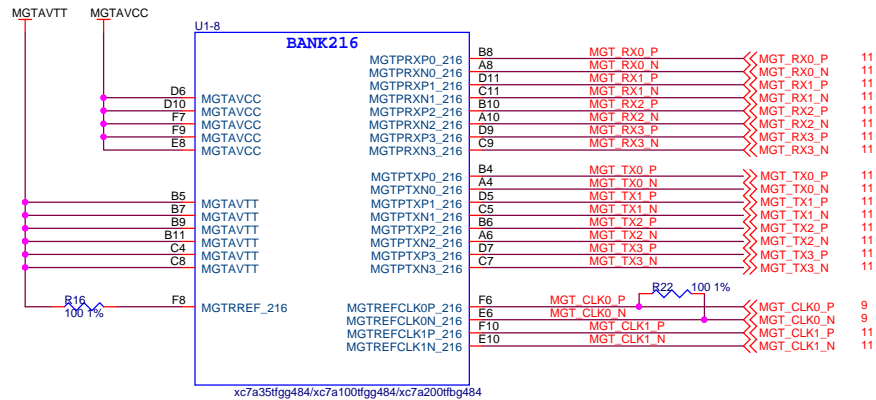 MGTAVTT MGTAVCC
U1-8
BANK216
D6 MGTAVCC
D10 MGTAVCC
F7 MGTAVCC
F9 MGTAVCC
E8 MGTAVCC
B5 MGTAVTT
B7 MGTAVTT
B9 MGTAVTT
B11 MGTAVTT
C4 MGTAVTT
C8 MGTAVTT
R16
100 1%
F8 MGTRREF_216
MGTPRXP0_216 B8 MGT_RX0_P MGT_RX0_P 11
MGTPRXN0_216 A8 MGT_RX0_N MGT_RX0_N 11
MGTPRXP1_216 D11 MGT_RX1_P MGT_RX1_P 11
MGTPRXN1_216 C11 MGT_RX1_N MGT_RX1_N 11
MGTPRXP2_216 B10 MGT_RX2_P MGT_RX2_P 11
MGTPRXN2_216 A10 MGT_RX2_N MGT_RX2_N 11
MGTPRXP3_216 D9 MGT_RX3_P MGT_RX3_P 11
MGTPRXN3_216 C9 MGT_RX3_N MGT_RX3_N 11
MGTPTXP0_216 B4 MGT_TX0_P MGT_TX0_P 11
MGTPTXN0_216 A4 MGT_TX0_N MGT_TX0_N 11
MGTPTXP1_216 D5 MGT_TX1_P MGT_TX1_P 11
MGTPTXN1_216 C5 MGT_TX1_N MGT_TX1_N 11
MGTPTXP2_216 B6 MGT_TX2_P MGT_TX2_P 11
MGTPTXN2_216 A6 MGT_TX2_N MGT_TX2_N 11
MGTPTXP3_216 D7 MGT_TX3_P MGT_TX3_P 11
MGTPTXN3_216 C7 MGT_TX3_N MGT_TX3_N 11
R22 100 1%
MGTREFCLK0P_216 F6 MGT_CLK0_P MGT_CLK0_P 9
MGTREFCLK0N_216 E6 MGT_CLK0_N MGT_CLK0_N 9
MGTREFCLK1P_216 F10 MGT_CLK1_P MGT_CLK1_P 11
MGTREFCLK1N_216 E10 MGT_CLK1_N MGT_CLK1_N 11
xc7a35tfgg484/xc7a100tfgg484/xc7a200tfbg484